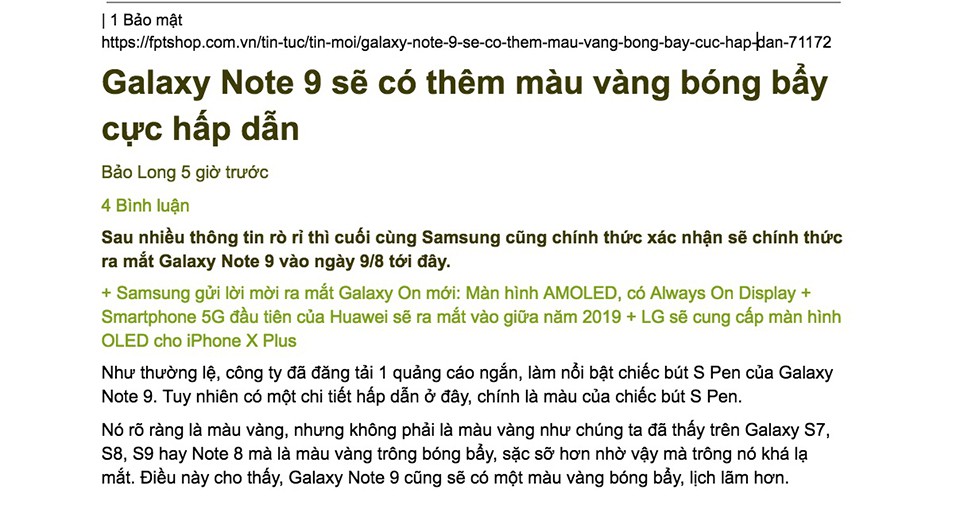 | 1 Bảo mật
https://fptshop.com.vn/tin-tuc/tin-moi/galaxy-note-9-se-co-them-mau-vang-bong-bay-cuc-hap-dan-71172
Galaxy Note 9 sẽ có thêm màu vàng bóng bẩy
cực hấp dẫn
Bảo Long 5 giờ trước
4 Bình luận
Sau nhiều thông tin rò rỉ thì cuối cùng Samsung cũng chính thức xác nhận sẽ chính thức
ra mắt Galaxy Note 9 vào ngày 9/8 tới đây.
+ Samsung gửi lời mời ra mắt Galaxy On mới: Màn hình AMOLED, có Always On Display +
Smartphone 5G đầu tiên của Huawei sẽ ra mắt vào giữa năm 2019 + LG sẽ cung cấp màn hình
OLED cho iPhone X Plus
Như thường lệ, công ty đã đăng tải 1 quảng cáo ngắn, làm nổi bật chiếc bút S Pen của Galaxy
Note 9. Tuy nhiên có một chi tiết hấp dẫn ở đây, chính là màu của chiếc bút S Pen.
Nó rõ ràng là màu vàng, nhưng không phải là màu vàng như chúng ta đã thấy trên Galaxy S7,
S8, S9 hay Note 8 mà là màu vàng trông bóng bẩy, sặc sỡ hơn nhờ vậy mà trông nó khá lạ
mắt. Điều này cho thấy, Galaxy Note 9 cũng sẽ có một màu vàng bóng bẩy, lịch lãm hơn.